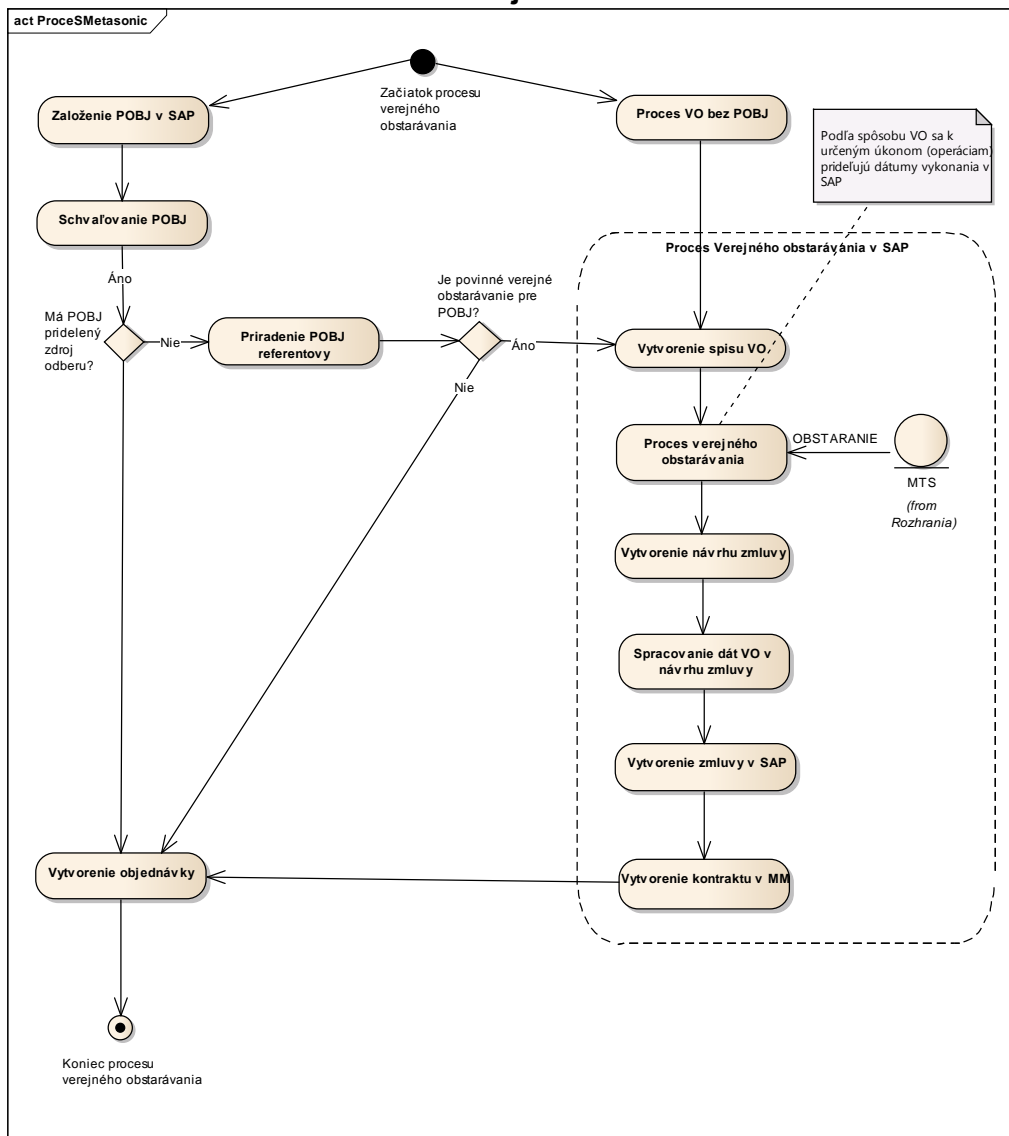 act ProceSMetasonic
Začiatok procesu
verejného
obstarávania
Založenie POBJ v SAP
Proces VO bez POBJ
Podľa spôsobu VO sa k
určeným úkonom (operáciam)
prideľujú dátumy vykonania v
SAP
Schvaľovanie POBJ
Proces Verejného obstarávania v SAP
Áno
Má POBJ
pridelený
zdroj
odberu?
Nie
Priradenie POBJ
referentovy
Je povinné verejné
obstarávanie pre
POBJ?
Áno
Nie
Vytvorenie spisu VO
Proces verejného
obstarávania
OBSTARANIE
MTS
(from
Rozhrania)
Vytvorenie návrhu zmluvy
Spracovanie dát VO v
návrhu zmluvy
Vytvorenie zmluvy v SAP
Vytvorenie kontraktu v MM
Vytvorenie objednávky
Koniec procesu
verejného obstarávania